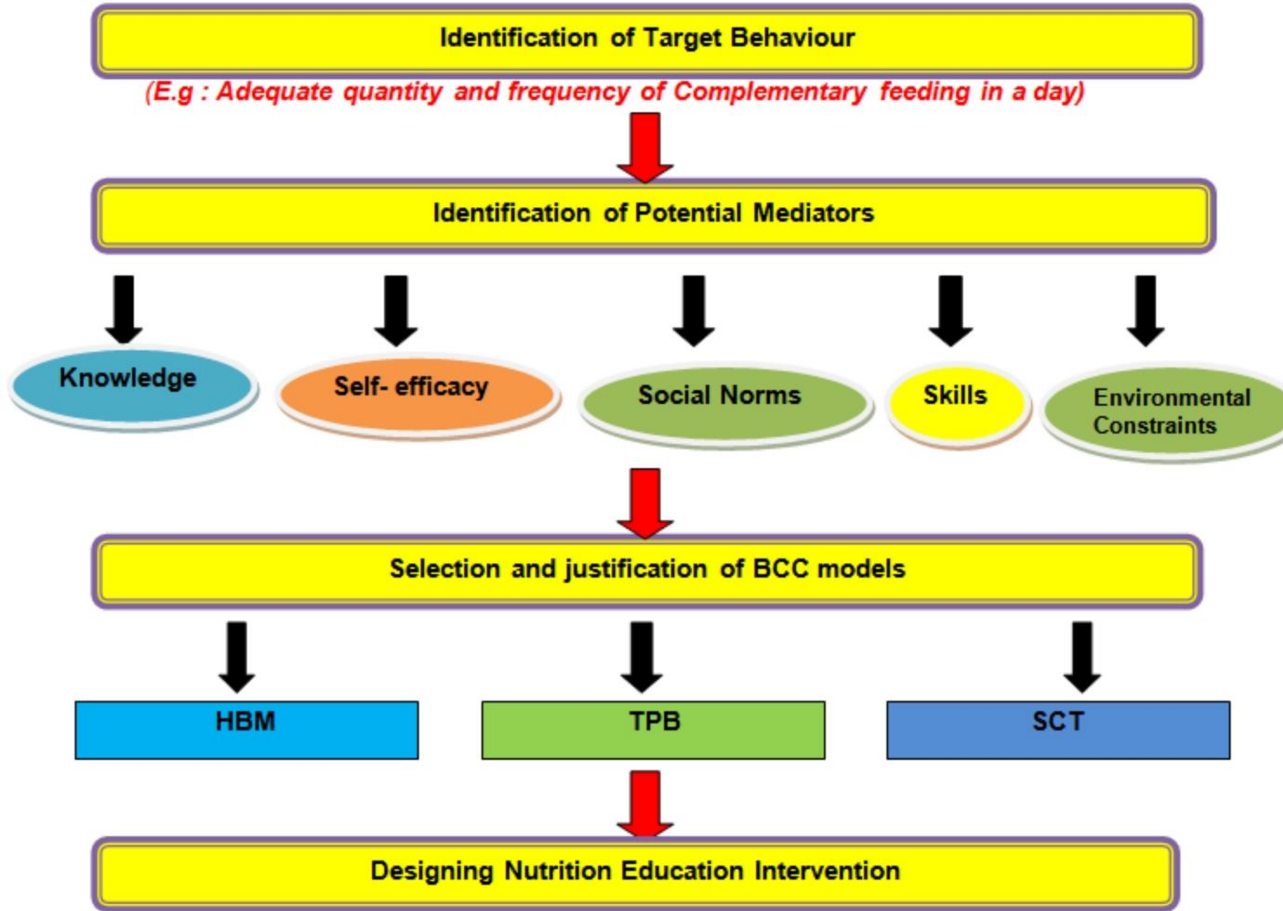 Identification of Target Behaviour
(E.g : Adequate quantity and frequency of Complementary feeding in a day)
Identification of Potential Mediators
Knowledge
Self- efficacy
Social Norms
Skills
Environmental
Constraints
Selection and justification of BCC models
HBM
TPB
SCT
Designing Nutrition Education Intervention